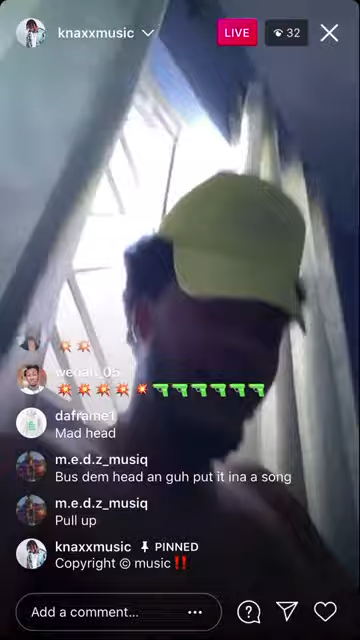 knaxxmusic
LIVE
32
wegah_05
💥💥💥💥💥🔫🔫🔫🔫🔫🔫
daframe1
Mad head
m.e.d.z_musiq
Bus dem head an guh put it ina a song
m.e.d.z_musiq
Pull up
knaxxmusic PINNED
Copyright © music‼️
Add a comment...